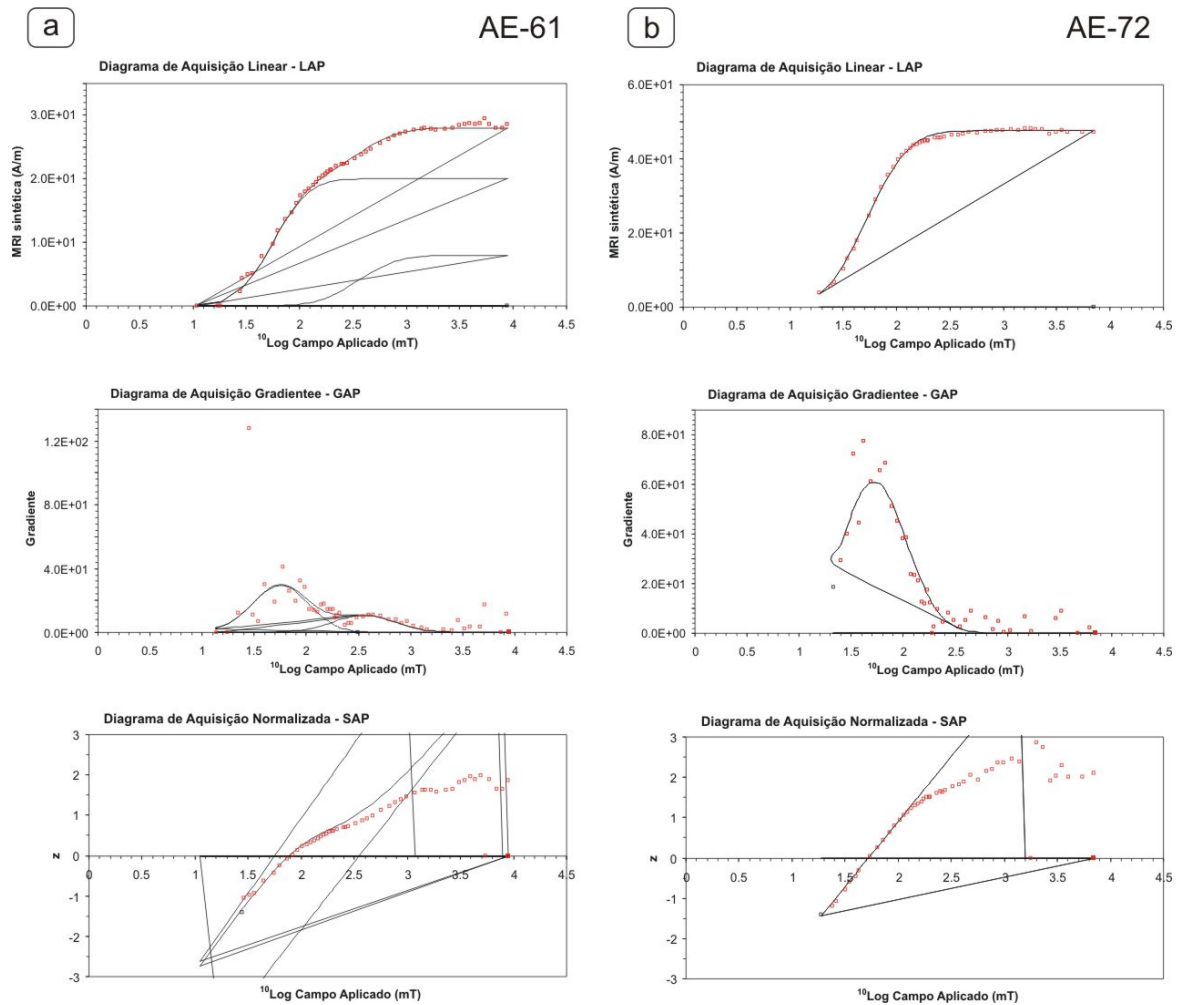 a
AE-61
Diagrama de Aquisição Linear - LAP
MRI sintética (A/m)
3.0E+01
2.0E+01
1.0E+01
0.0E+00
0 0.5 1 1.5 2 2.5 3 3.5 4 4.5
10Log Campo Aplicado (mT)
Diagrama de Aquisição Gradientee - GAP
Gradiente
1.2E+02
8.0E+01
4.0E+01
0.0E+00
0 0.5 1 1.5 2 2.5 3 3.5 4 4.5
10Log Campo Aplicado (mT)
Diagrama de Aquisição Normalizada - SAP
z
3
2
1
0
-1
-2
-3
0 0.5 1 1.5 2 2.5 3 3.5 4 4.5
10Log Campo Aplicado (mT)
b
AE-72
Diagrama de Aquisição Linear - LAP
MRI sintética (A/m)
6.0E+01
4.0E+01
2.0E+01
0.0E+00
0 0.5 1 1.5 2 2.5 3 3.5 4 4.5
10Log Campo Aplicado (mT)
Diagrama de Aquisição Gradientee - GAP
Gradiente
8.0E+01
6.0E+01
4.0E+01
2.0E+01
0.0E+00
0 0.5 1 1.5 2 2.5 3 3.5 4 4.5
10Log Campo Aplicado (mT)
Diagrama de Aquisição Normalizada - SAP
z
3
2
1
0
-1
-2
-3
0 0.5 1 1.5 2 2.5 3 3.5 4 4.5
10Log Campo Aplicado (mT)